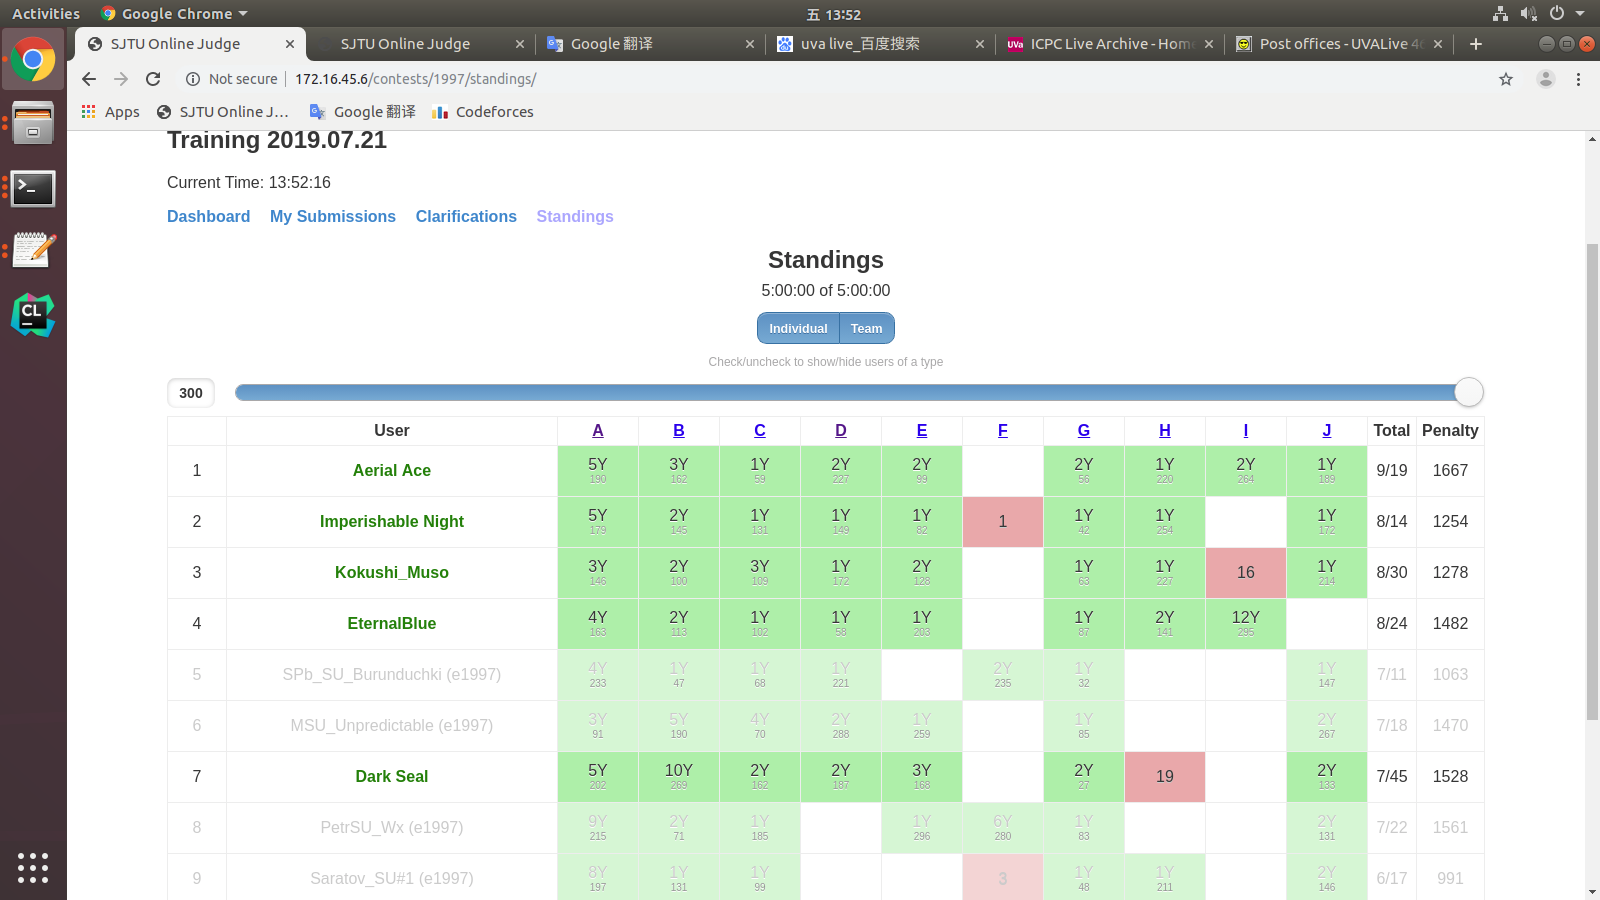 Activities Google Chrome 五 13:52
SJTU Online Judge SJTU Online Judge Google 翻译 uva live_百度搜索 ICPC Live Archive - Home Post offices - UVALive 46
Not secure 172.16.45.6/contests/1997/standings/
Apps SJTU Online J... Google 翻译 Codeforces
Training 2019.07.21
Current Time: 13:52:16
Dashboard My Submissions Clarifications Standings
Standings
5:00:00 of 5:00:00
Individual Team
Check/uncheck to show/hide users of a type
300
User A B C D E F G H I J Total Penalty
1 Aerial Ace 5Y 3Y 1Y 2Y 2Y 2Y 1Y 2Y 1Y 9/19 1667
190 162 59 227 99 56 220 264 189
2 Imperishable Night 5Y 2Y 1Y 1Y 1Y 1 1Y 1Y 1Y 8/14 1254
179 145 131 149 82 42 254 172
3 Kokushi_Muso 3Y 2Y 3Y 1Y 2Y 1Y 1Y 16 1Y 8/30 1278
146 100 109 172 128 63 227 214
4 EternalBlue 4Y 2Y 1Y 1Y 1Y 1Y 2Y 12Y 8/24 1482
163 113 102 58 203 87 141 295
5 SPb_SU_Burunduchki (e1997) 4Y 1Y 1Y 1Y 2Y 1Y 1Y 7/11 1063
233 47 68 221 235 32 147
6 MSU_Unpredictable (e1997) 3Y 5Y 4Y 2Y 1Y 1Y 2Y 7/18 1470
91 190 70 288 259 85 267
7 Dark Seal 5Y 10Y 2Y 2Y 3Y 2Y 19 2Y 7/45 1528
202 269 162 187 168 27 133
8 PetrSU_Wx (e1997) 9Y 2Y 1Y 1Y 6Y 1Y 2Y 7/22 1561
215 71 185 296 280 83 131
9 Saratov_SU#1 (e1997) 8Y 1Y 1Y 3 1Y 1Y 2Y 6/17 991
197 131 99 48 211 146